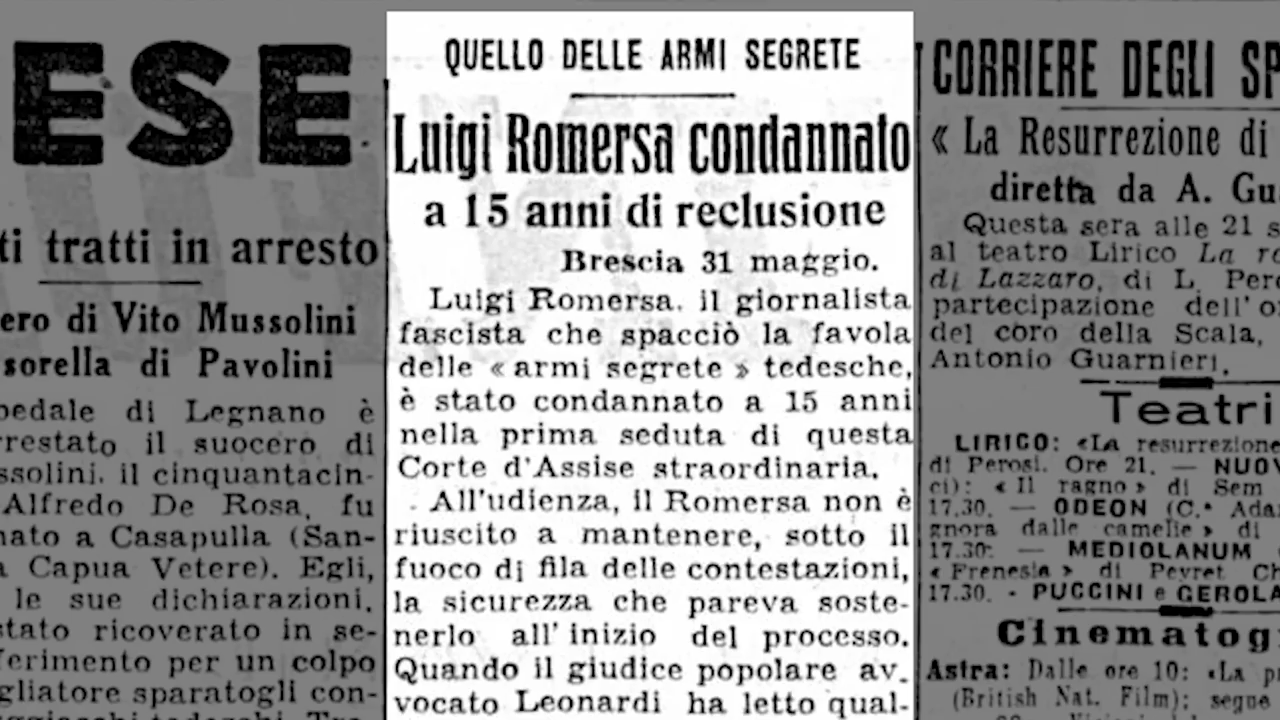 ESE
ti tratti in arresto
ero di Vito Mussolini
sorella di Pavolini
pedale di Legnano è
rrestato il suocero di
ssolini. il cinquantacin-
Alfredo De Rosa, fu
nato a Casapulla (San-
a Capua Vetere). Egli,
le sue dichiarazioni,
stato ricoverato in se-
ferimento per un colpo
gliatore sparatogli con-
QUELLO DELLE ARMI SEGRETE
Luigi Romersa condannato
a 15 anni di reclusione
Brescia 31 maggio.
Luigi Romersa, il giornalista
fascista che spacciò la favola
delle « armi segrete » tedesche,
è stato condannato a 15 anni
nella prima seduta di questa
Corte d'Assise straordinaria.
All'udienza, il Romersa non è
riuscito a mantenere, sotto il
fuoco di fila delle contestazioni,
la sicurezza che pareva soste-
nerlo all'inizio del processo.
Quando il giudice popolare av.
vocato Leonardi ha letto qual-
CORRIERE DEGLI SP
« La Resurrezione di
diretta da A. Gu
Questa sera alle 21 s
al teatro Lirico La re
di Lazzaro, di L. Pero
partecipazione dell'o
del coro della Scala,
Antonio Guarnieri.
Teatri
LIRICO: «La resurrezione
di Perosi. Ore 21. — NUOV
ci): « Il ragno » di Sem
17.30. — ODEON (C.* Ada
gnora dalle camelie » di
17.30. — MEDIOLANUM
« Frenesia » di Peyret Ch
17.30. - PUCCINI e GEROLA
Cinematog
Astra: Dalle ore 10: «La p
(British Nat. Film); segue